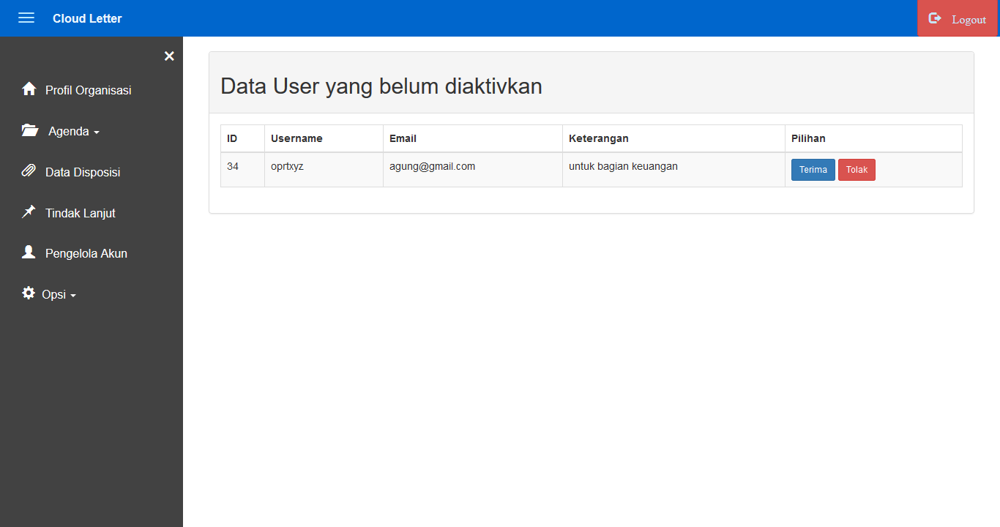 Cloud Letter
Logout
×
Profil Organisasi
Agenda
Data Disposisi
Tindak Lanjut
Pengelola Akun
Opsi
Data User yang belum diaktivkan
ID Username Email Keterangan Pilihan
34 oprtxyz agung@gmail.com untuk bagian keuangan Terima Tolak